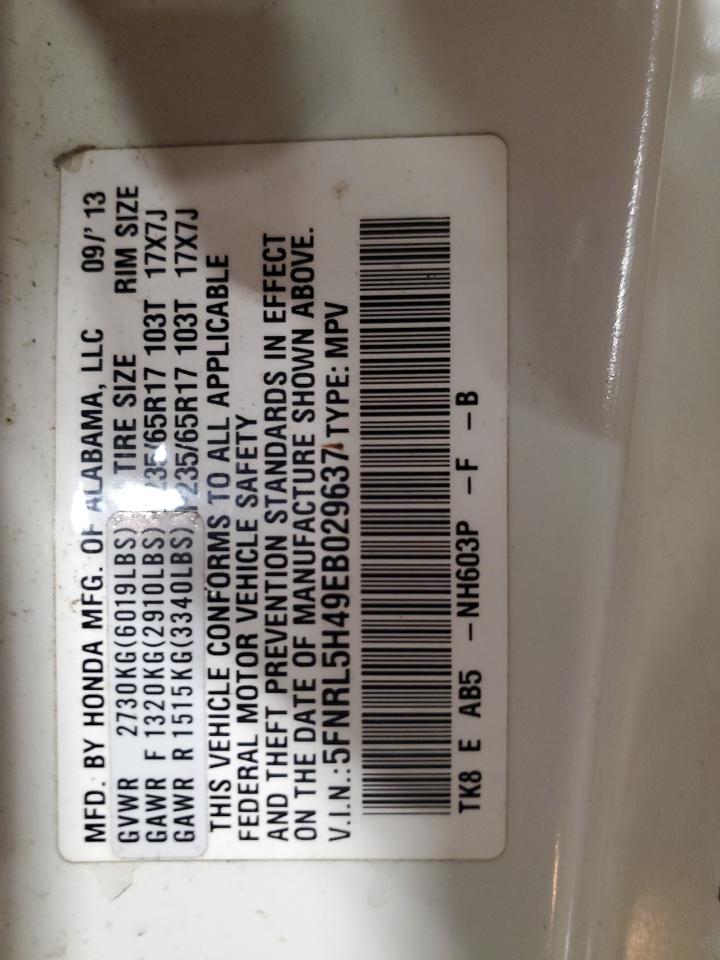 MFD. BY HONDA MFG. OF ALABAMA, LLC 09/' 13
GVWR 2730KG(6019LBS) TIRE SIZE RIM SIZE
GAWR F 1320KG(2910LBS) 235/65R17 103T 17X7J
GAWR R 1515KG(3340LBS) P235/65R17 103T 17X7J
THIS VEHICLE CONFORMS TO ALL APPLICABLE
FEDERAL MOTOR VEHICLE SAFETY
AND THEFT PREVENTION STANDARDS IN EFFECT
ON THE DATE OF MANUFACTURE SHOWN ABOVE.
V.I.N.:5FNRL5H49EB029637 TYPE: MPV
TK8 E AB5 –NH603P –F –B